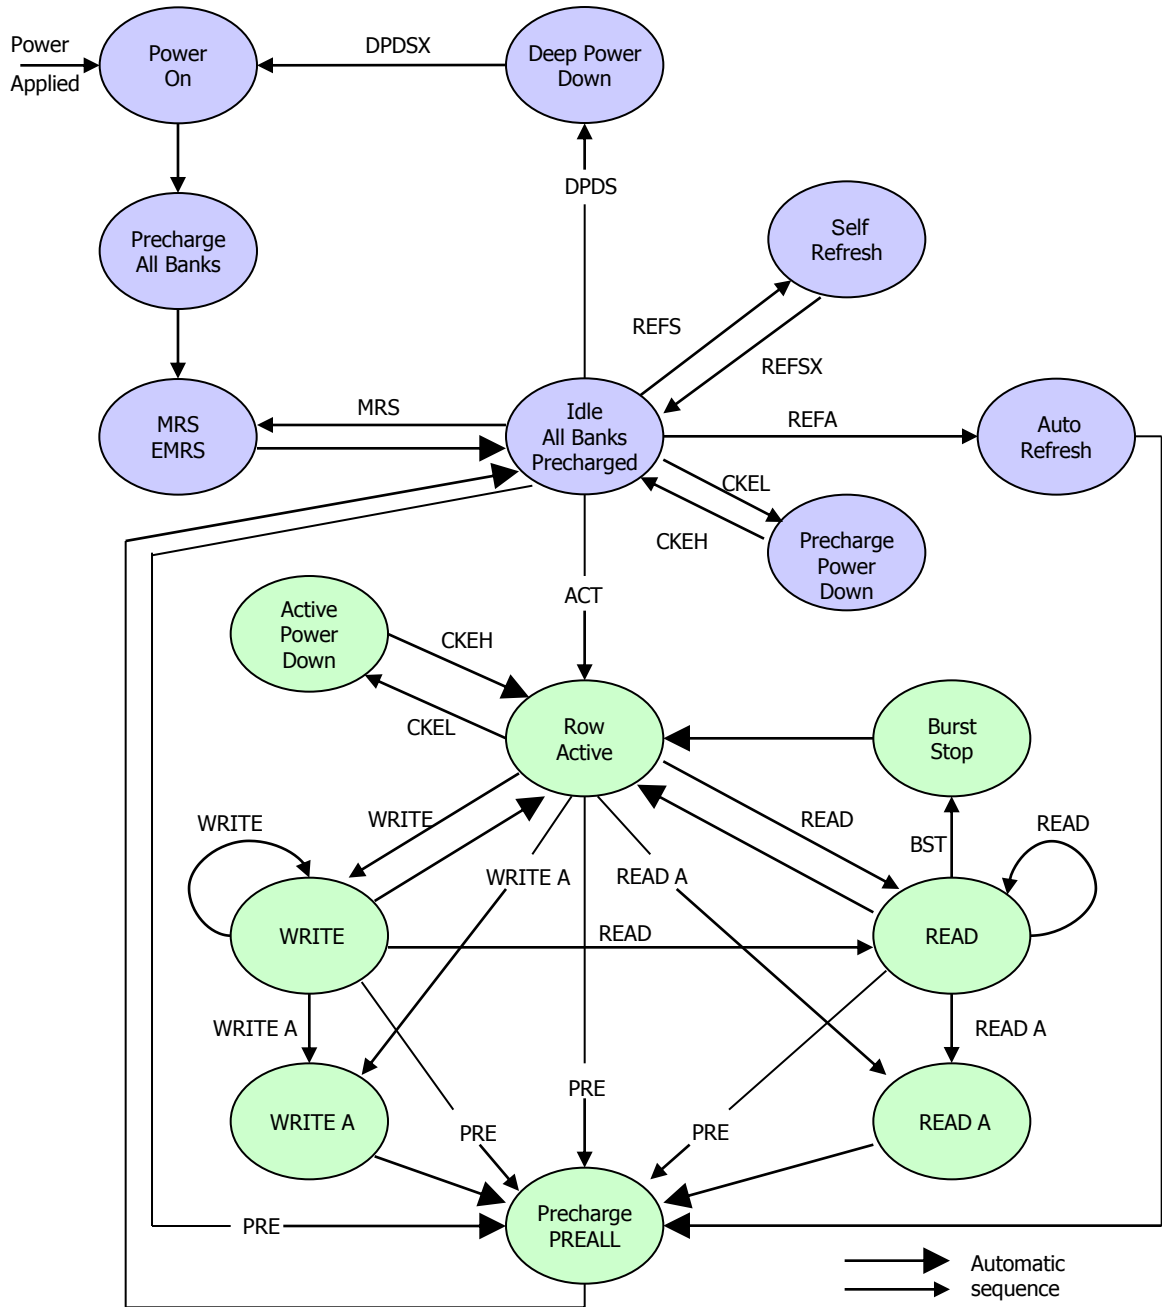 Power
Applied
Power
On
DPDSX
Deep Power
Down
DPDS
Precharge
All Banks
Self
Refresh
REFS
REFSX
MRS
EMRS
MRS
Idle
All Banks
Precharged
REFA
Auto
Refresh
CKEL
CKEH
Precharge
Power
Down
ACT
Active
Power
Down
CKEH
CKEL
Row
Active
Burst
Stop
WRITE
WRITE
READ
BST
READ
WRITE A
READ A
WRITE
READ
READ
WRITE A
READ A
PRE
WRITE A
PRE
PRE
READ A
PRE
Precharge
PREALL
Automatic
sequence